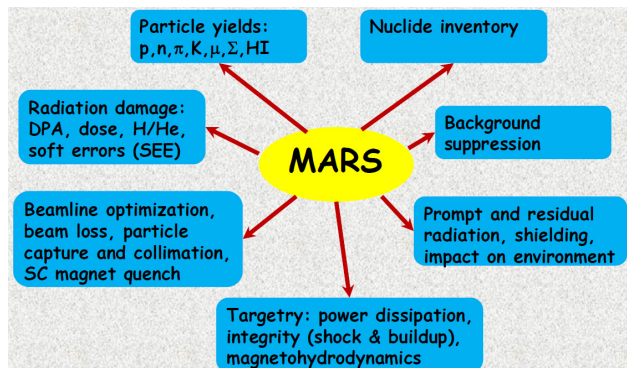 Particle yields:
p,n,π,K,μ,Σ,HI
Nuclide inventory
Radiation damage:
DPA, dose, H/He,
soft errors (SEE)
Background
suppression
MARS
Beamline optimization,
beam loss, particle
capture and collimation,
SC magnet quench
Prompt and residual
radiation, shielding,
impact on environment
Targetry: power dissipation,
integrity (shock & buildup),
magnetohydrodynamics